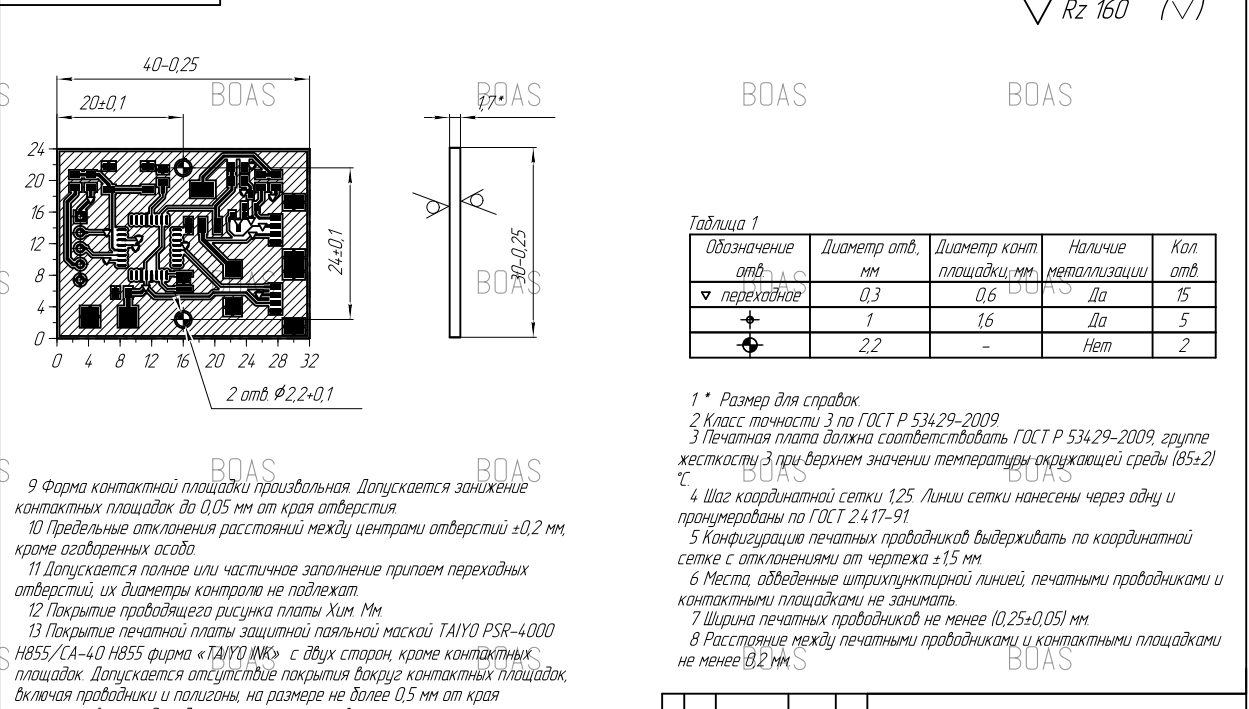 Rz 160 (√)
BOAS BOAS BOAS BOAS
40-0,25
20±0,1
1,7*
24
20
16
12
8
4
0
0 4 8 12 16 20 24 28 32
24±0,1
30-0,25
2 отв. Ф2,2+0,1
BOAS BOAS BOAS
Таблица 1
Обозначение отв. Диаметр отв., мм Диаметр конт. площадки, мм Наличие металлизации Кол. отв.
переходное 0,3 0,6 Да 15
1 1,6 Да 5
2,2 - Нет 2
1 * Размер для справок.
2 Класс точности 3 по ГОСТ Р 53429-2009.
3 Печатная плата должна соответствовать ГОСТ Р 53429-2009, группе
жесткости 3 при верхнем значении температуры окружающей среды (85±2)
°С.
4 Шаг координатной сетки 1,25. Линии сетки нанесены через одну и
пронумерованы по ГОСТ 2.417-91.
5 Конфигурацию печатных проводников выдерживать по координатной
сетке с отклонениями от чертежа ±1,5 мм.
6 Места, обведенные штрихпунктирной линией, печатными проводниками и
контактными площадками не занимать.
7 Ширина печатных проводников не менее (0,25±0,05) мм.
8 Расстояние между печатными проводниками и контактными площадками
не менее 0,2 мм.
BOAS BOAS BOAS BOAS
9 Форма контактной площадки произвольная. Допускается занижение
контактных площадок до 0,05 мм от края отверстия.
10 Предельные отклонения расстояний между центрами отверстий ±0,2 мм,
кроме оговоренных особо.
11 Допускается полное или частичное заполнение припоем переходных
отверстий, их диаметры контролю не подлежат.
12 Покрытие проводящего рисунка платы Хим. Мм.
13 Покрытие печатной платы защитной паяльной маской TAIYO PSR-4000
H855/CA-40 H855 фирма «TAIYO INK» с двух сторон, кроме контактных
площадок. Допускается отсутствие покрытия вокруг контактных площадок,
включая проводники и полигоны, на размере не более 0,5 мм от края
BOAS BOAS BOAS BOAS